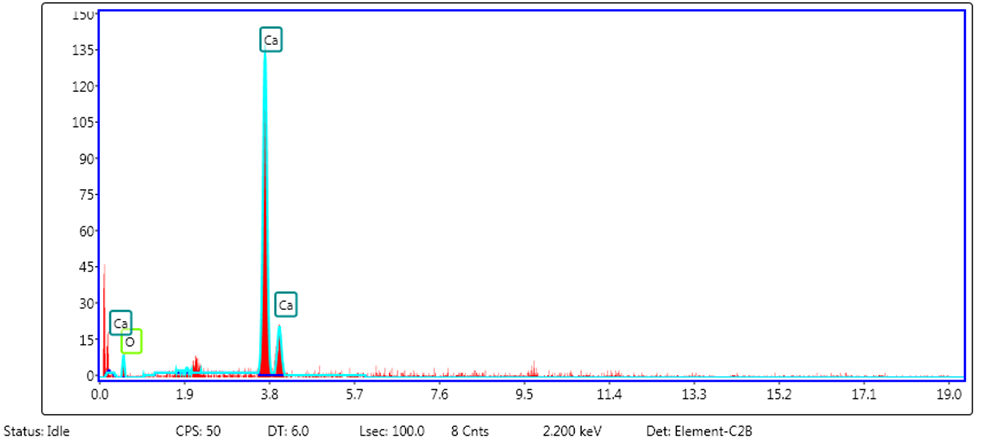 150
Ca
135
120
105
90
75
60
45
30
Ca
Ca
15
O
0
0.0 1.9 3.8 5.7 7.6 9.5 11.4 13.3 15.2 17.1 19.0
Status: Idle CPS: 50 DT: 6.0 Lsec: 100.0 8 Cnts 2.200 keV Det: Element-C2B